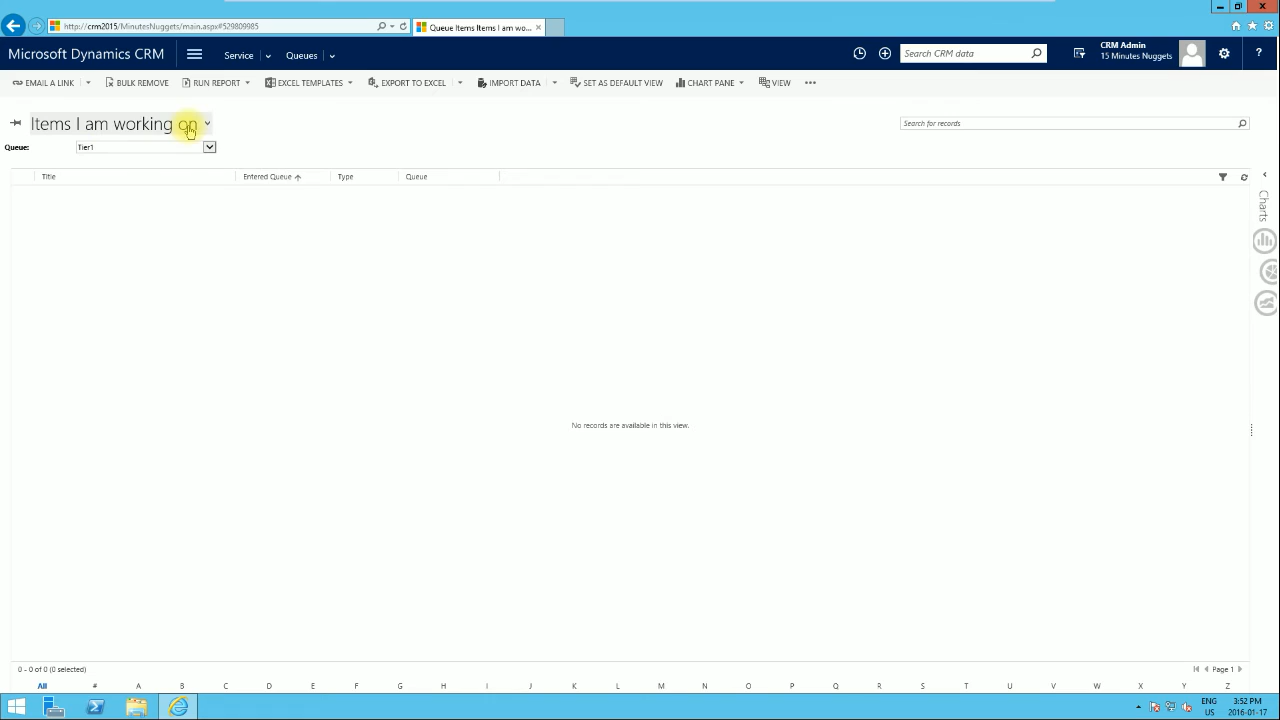 http://crm2015/MinutesNuggets/main.aspx#529809985
Queue Items Items I am wo...
Microsoft Dynamics CRM
Service
Queues
Search CRM data
CRM Admin
15 Minutes Nuggets
?
EMAIL A LINK
BULK REMOVE
RUN REPORT
EXCEL TEMPLATES
EXPORT TO EXCEL
IMPORT DATA
SET AS DEFAULT VIEW
CHART PANE
VIEW
Items I am working on
Search for records
Queue:
Tier1
Title
Entered Queue
Type
Queue
Charts
No records are available in this view.
0 - 0 of 0 (0 selected)
Page 1
All # A B C D E F G H I J K L M N O P Q R S T U V W X Y Z
ENG
US
3:52 PM
2016-01-17